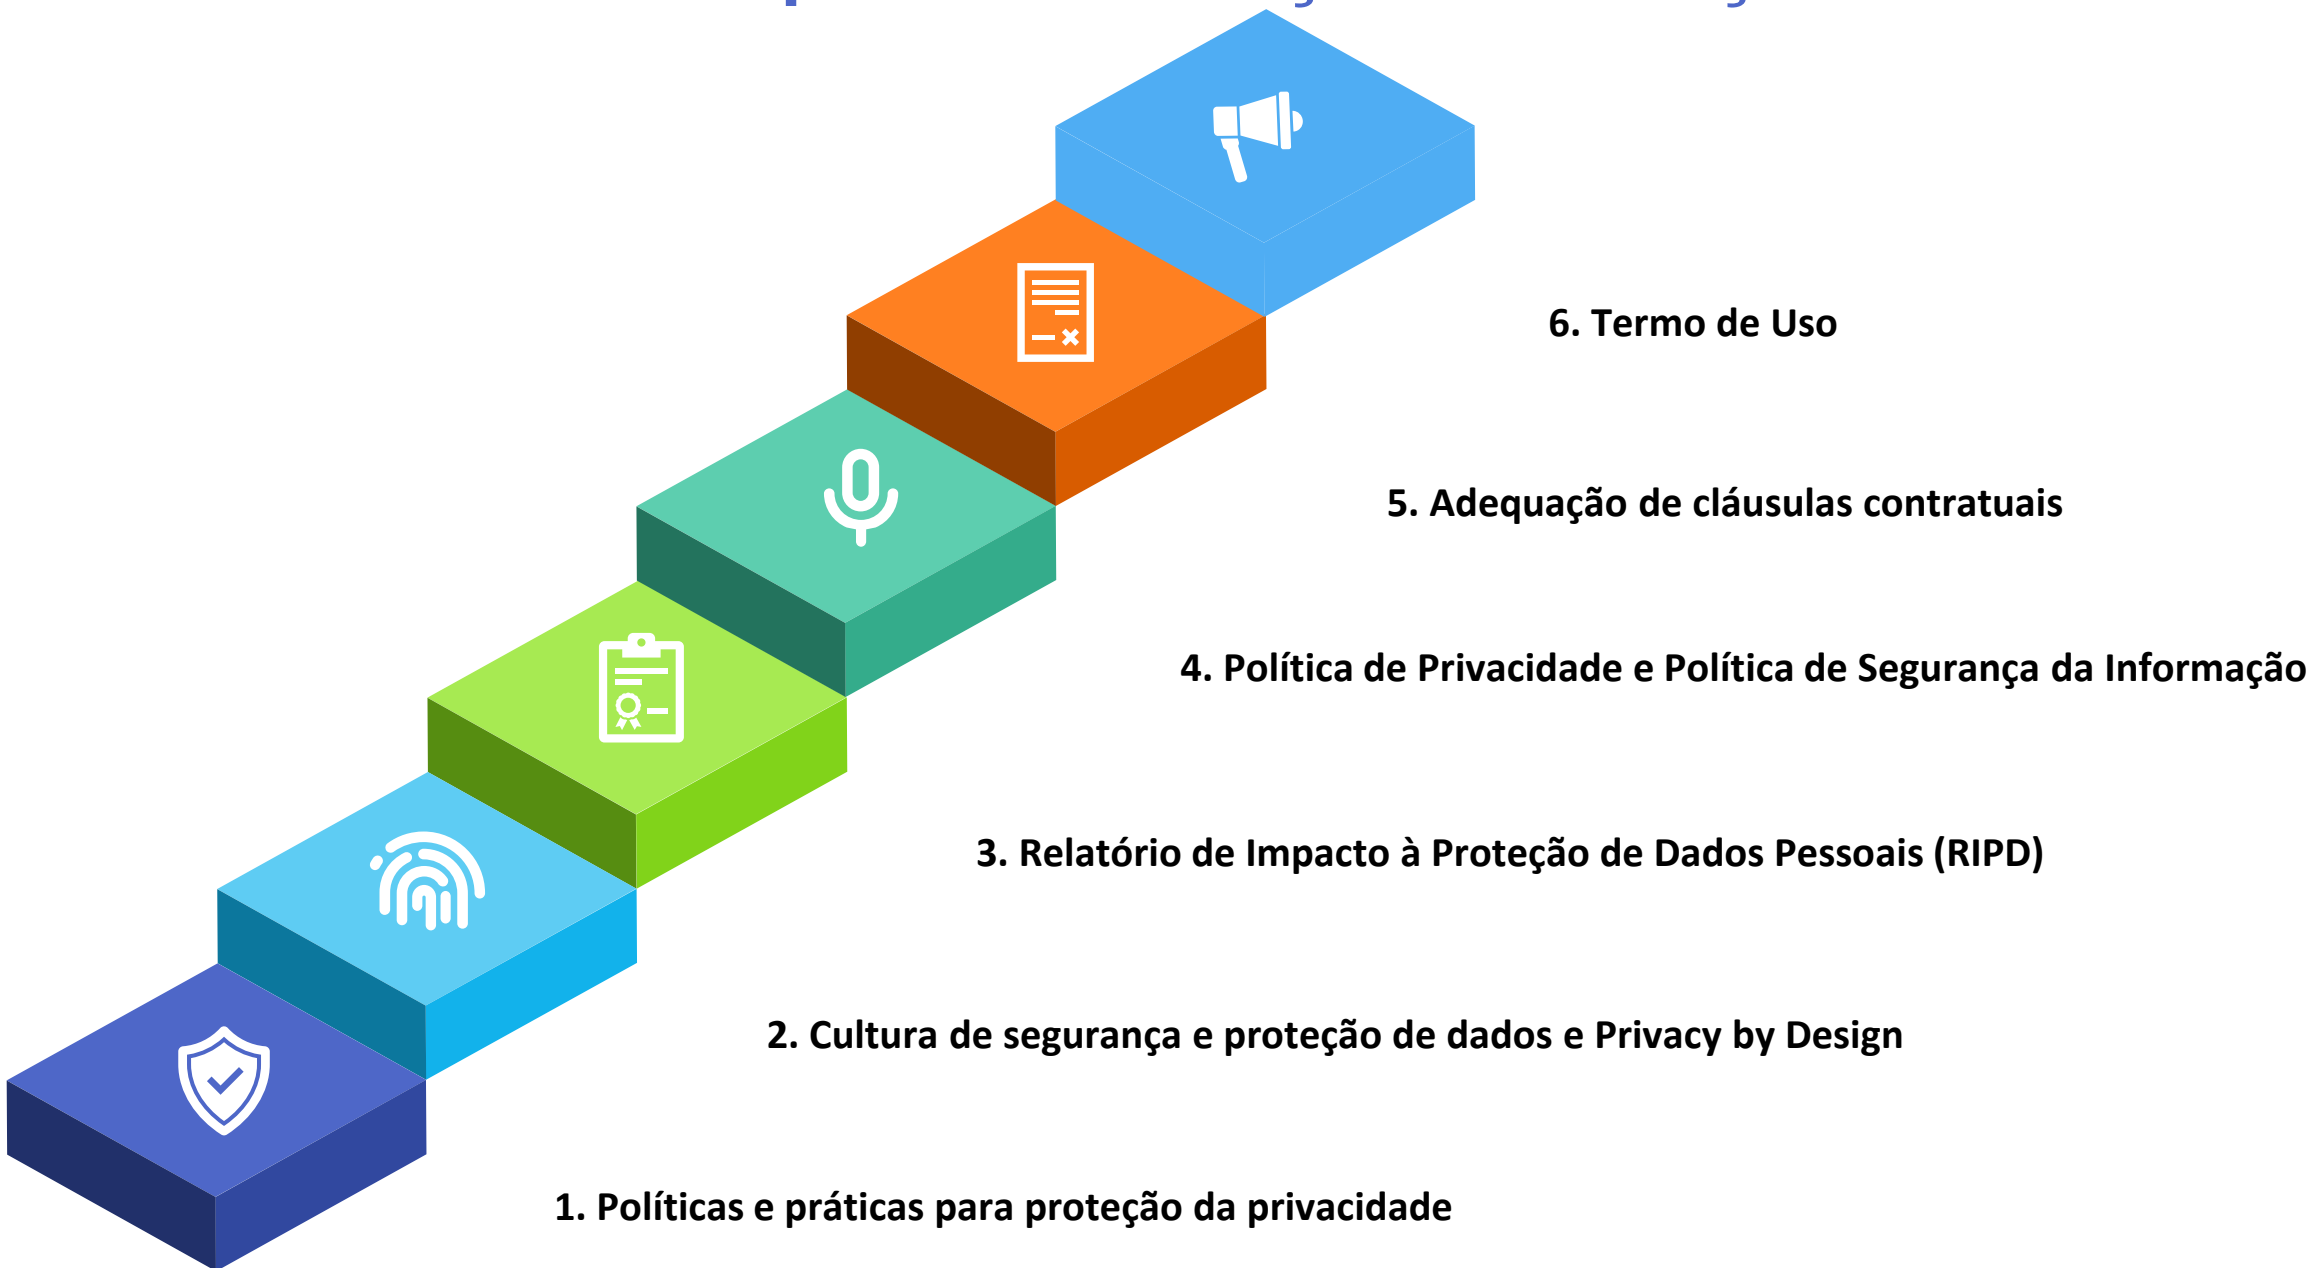 6. Termo de Uso
5. Adequação de cláusulas contratuais
4. Política de Privacidade e Política de Segurança da Informação
3. Relatório de Impacto à Proteção de Dados Pessoais (RIPD)
2. Cultura de segurança e proteção de dados e Privacy by Design
1. Políticas e práticas para proteção da privacidade